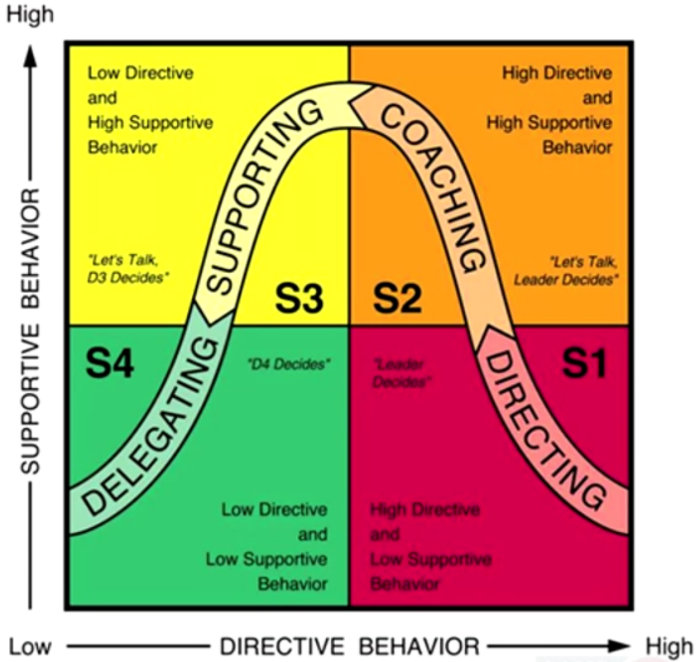 High
Low Directive
and
High Supportive
Behavior
High Directive
and
High Supportive
Behavior
SUPPORTING
COACHING
"Let's Talk,
D3 Decides"
"Let's Talk,
Leader Decides"
S3
S2
SUPPORTIVE BEHAVIOR
S4
"D4 Decides"
"Leader
Decides"
S1
DELEGATING
DIRECTING
Low Directive
and
Low Supportive
Behavior
High Directive
and
Low Supportive
Behavior
Low
DIRECTIVE BEHAVIOR
High